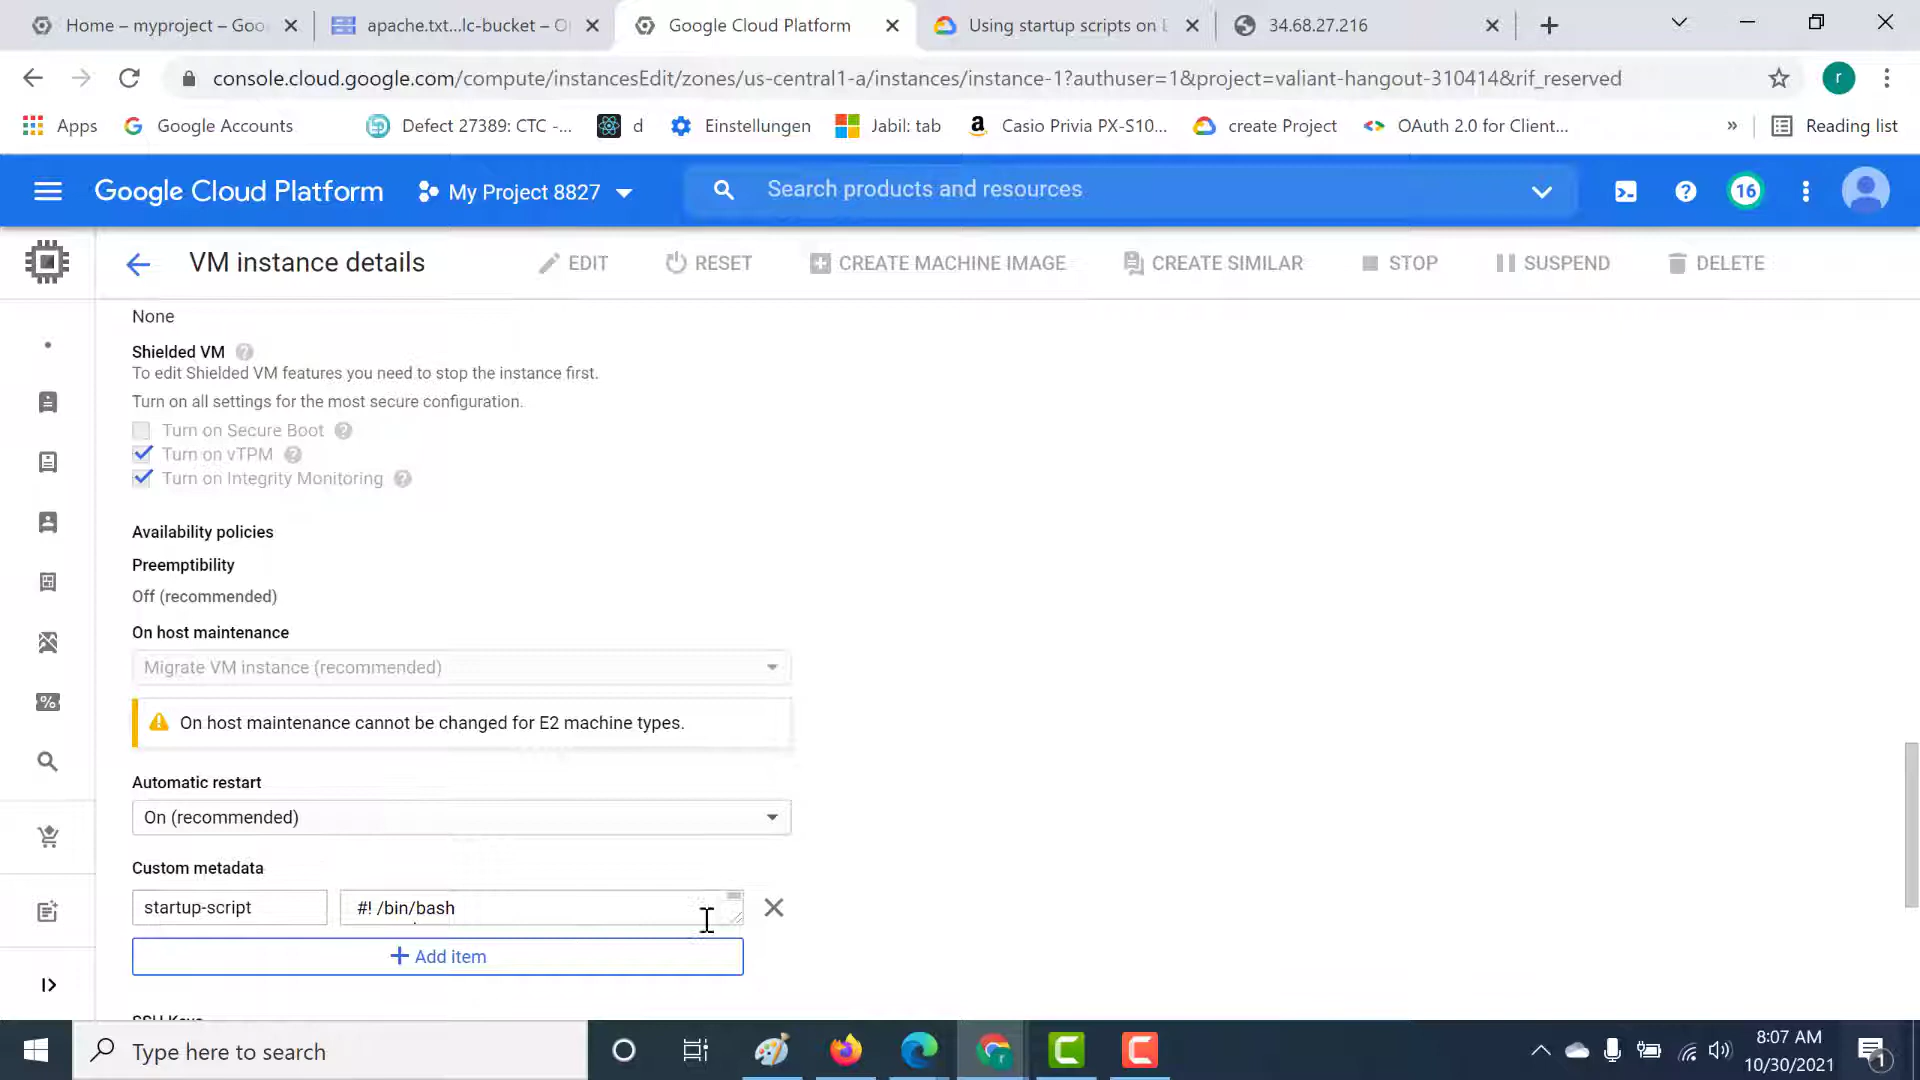 Home – myproject – Goo
apache.txt...lc-bucket – O
Google Cloud Platform
Using startup scripts on
34.68.27.216
console.cloud.google.com/compute/instancesEdit/zones/us-central1-a/instances/instance-1?authuser=1&project=valiant-hangout-310414&rif_reserved
r
Apps
Google Accounts
Defect 27389: CTC -...
d
Einstellungen
Jabil: tab
Casio Privia PX-S10...
create Project
OAuth 2.0 for Client...
»
Reading list
Google Cloud Platform
My Project 8827
Search products and resources
16
VM instance details
EDIT
RESET
CREATE MACHINE IMAGE
CREATE SIMILAR
STOP
SUSPEND
DELETE
None
Shielded VM
To edit Shielded VM features you need to stop the instance first.
Turn on all settings for the most secure configuration.
Turn on Secure Boot
Turn on vTPM
Turn on Integrity Monitoring
Availability policies
Preemptibility
Off (recommended)
On host maintenance
Migrate VM instance (recommended)
On host maintenance cannot be changed for E2 machine types.
Automatic restart
On (recommended)
Custom metadata
startup-script
#! /bin/bash
+ Add item
SSH Keys
Type here to search
8:07 AM
10/30/2021
1